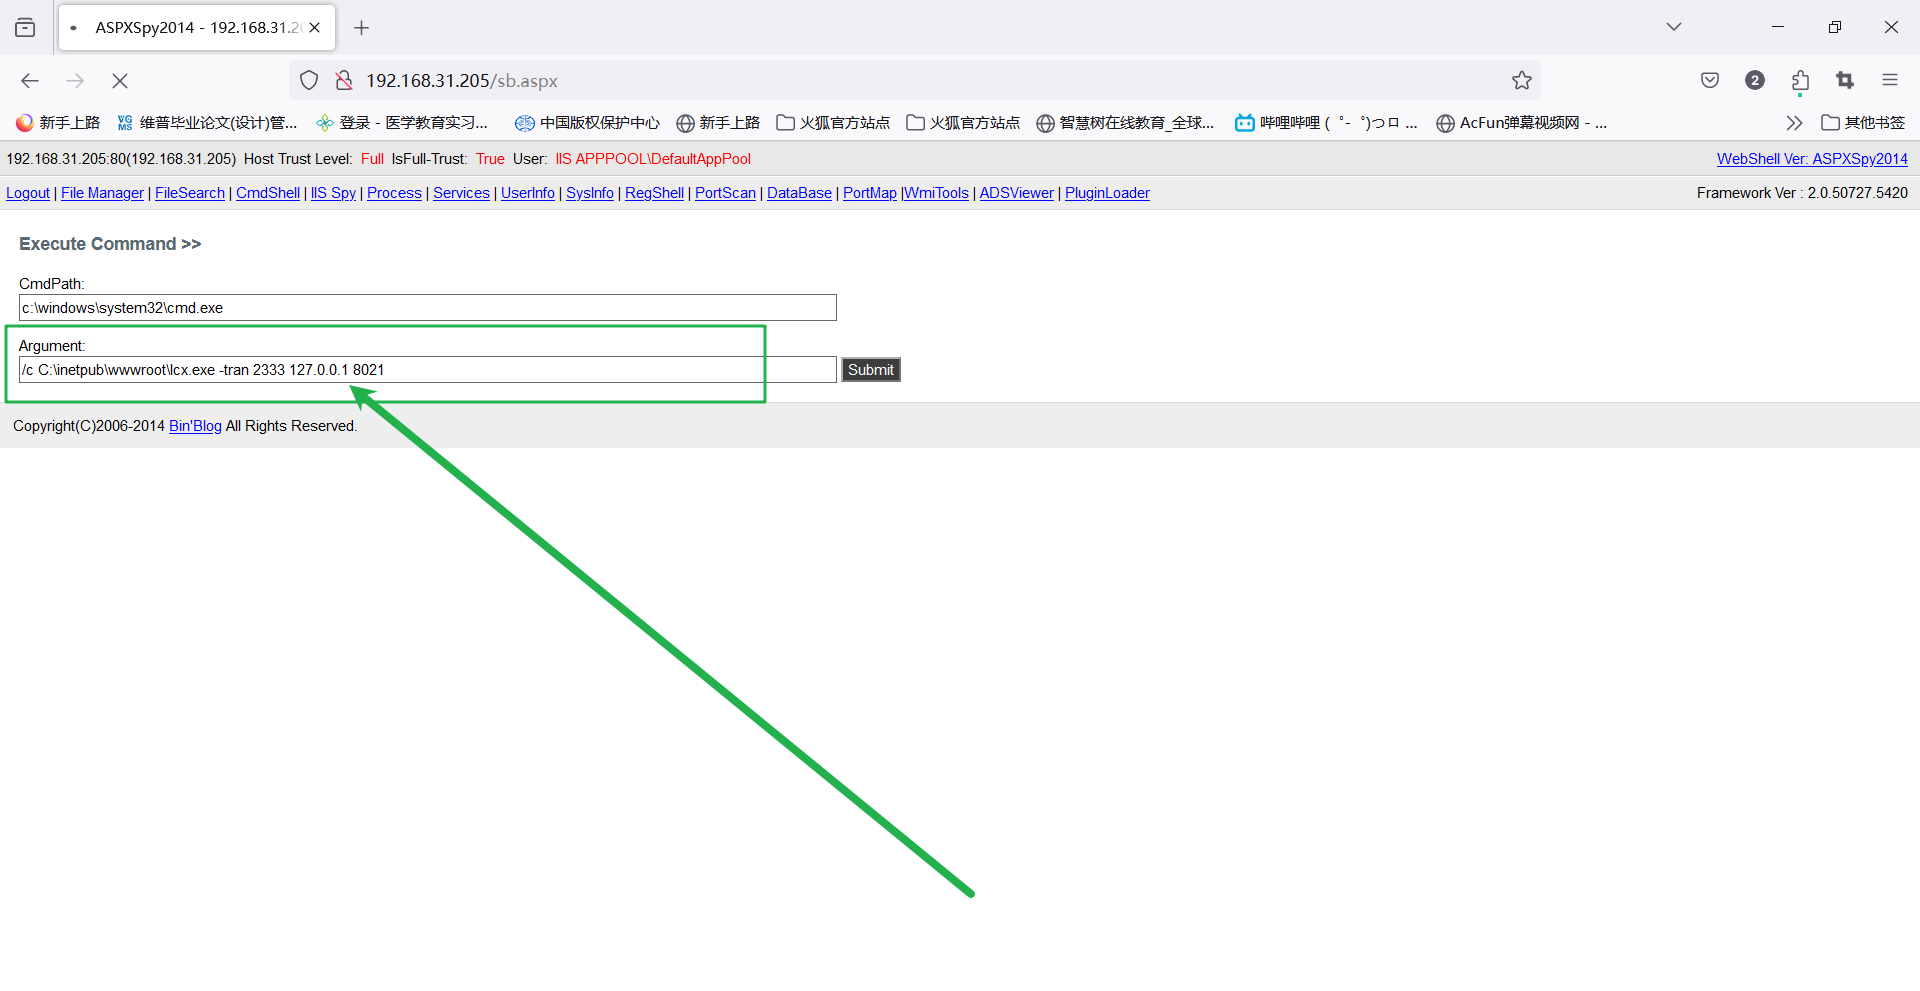 ASPXSpy2014 - 192.168.31.20
192.168.31.205/sb.aspx
2
新手上路 维普毕业论文(设计)管... 登录 - 医学教育实习... 中国版权保护中心 新手上路 火狐官方站点 火狐官方站点 智慧树在线教育_全球... 哔哩哔哩 ( ゜- ゜)つロ ... AcFun弹幕视频网 - ... 其他书签
192.168.31.205:80(192.168.31.205) Host Trust Level: Full IsFull-Trust: True User: IIS APPPOOL\DefaultAppPool WebShell Ver: ASPXSpy2014
Logout | File Manager | FileSearch | CmdShell | IIS Spy | Process | Services | UserInfo | SysInfo | RegShell | PortScan | DataBase | PortMap |WmiTools | ADSViewer | PluginLoader Framework Ver : 2.0.50727.5420
Execute Command >>
CmdPath:
c:\windows\system32\cmd.exe
Argument:
/c C:\inetpub\wwwroot\lcx.exe -tran 2333 127.0.0.1 8021 Submit
Copyright(C)2006-2014 Bin'Blog All Rights Reserved.